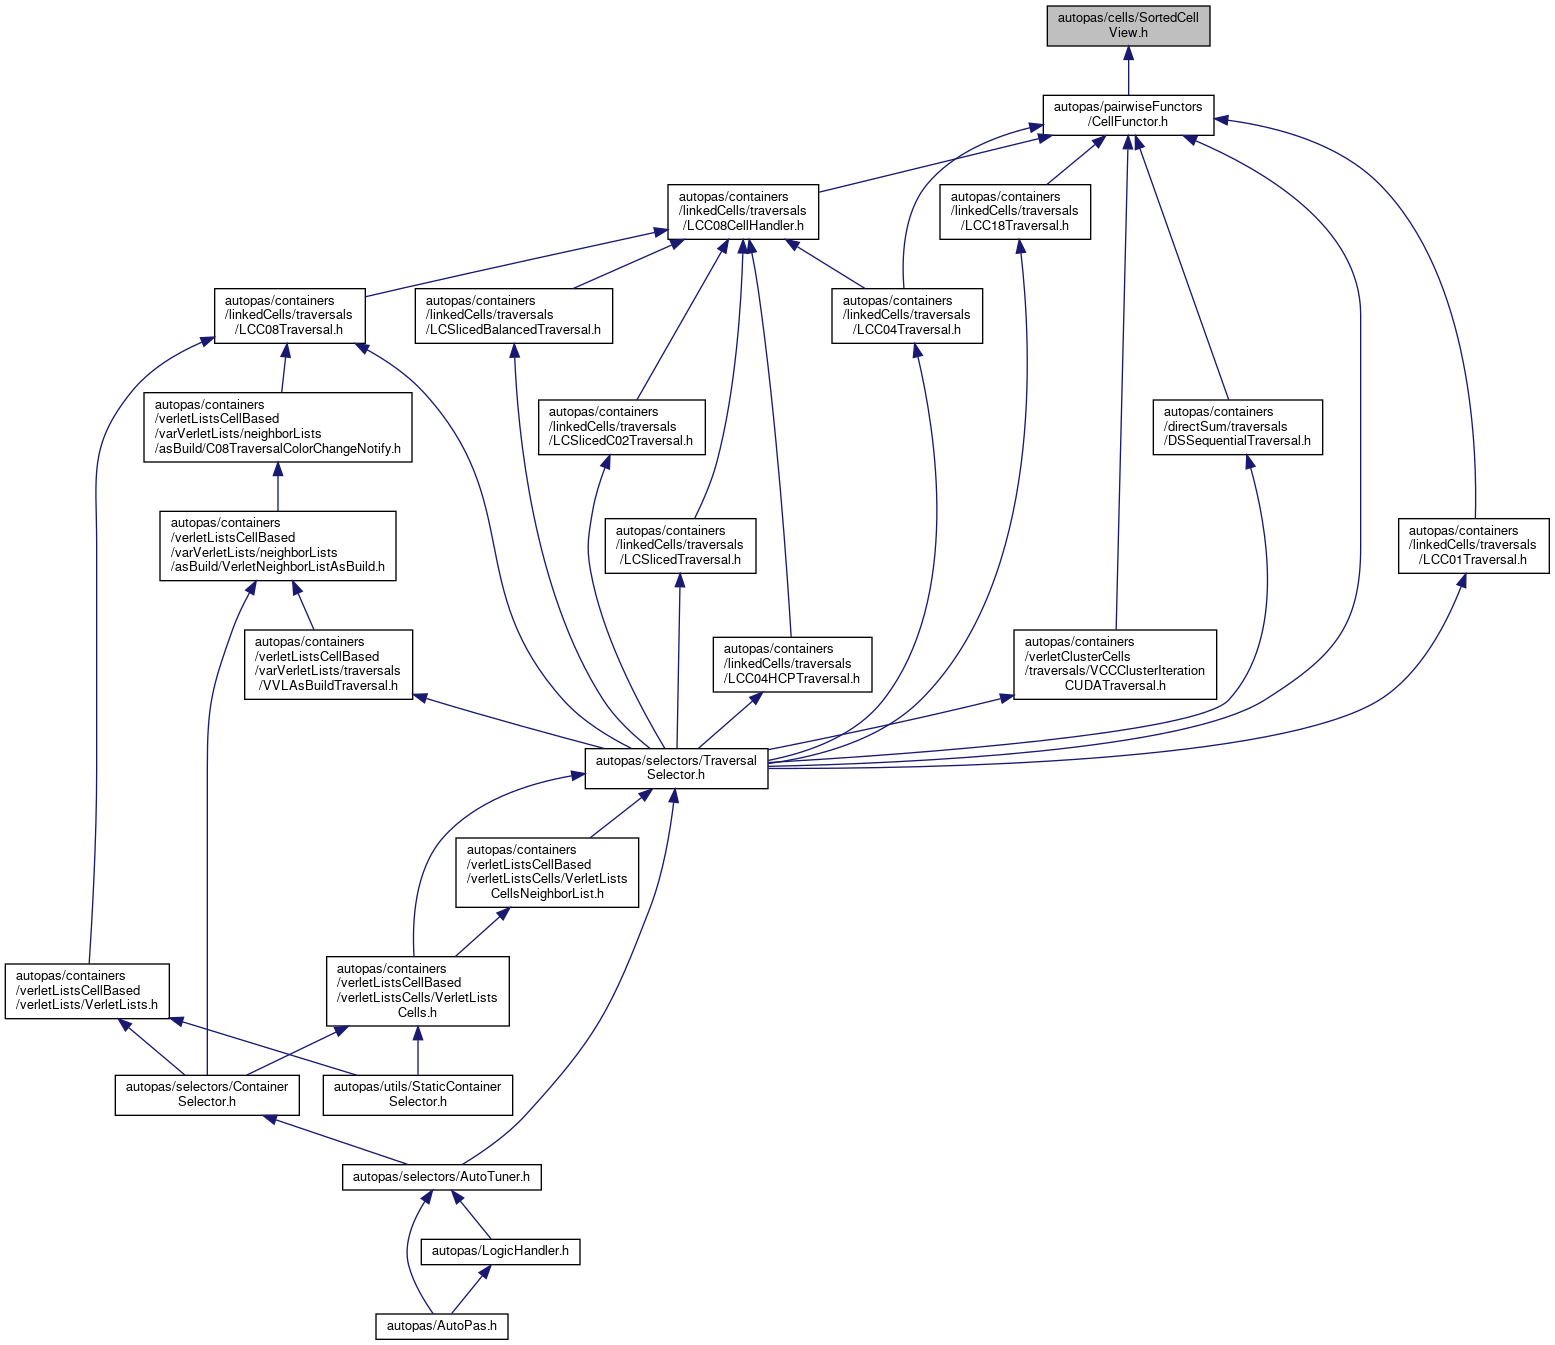 autopas/cells/SortedCell
View.h
autopas/pairwiseFunctors
/CellFunctor.h
autopas/containers
/linkedCells/traversals
/LCC08CellHandler.h
autopas/containers
/linkedCells/traversals
/LCC18Traversal.h
autopas/containers
/linkedCells/traversals
/LCC08Traversal.h
autopas/containers
/linkedCells/traversals
/LCSlicedBalancedTraversal.h
autopas/containers
/linkedCells/traversals
/LCC04Traversal.h
autopas/containers
/verletListsCellBased
/varVerletLists/neighborLists
/asBuild/C08TraversalColorChangeNotify.h
autopas/containers
/linkedCells/traversals
/LCSlicedC02Traversal.h
autopas/containers
/directSum/traversals
/DSSequentialTraversal.h
autopas/containers
/verletListsCellBased
/varVerletLists/neighborLists
/asBuild/VerletNeighborListAsBuild.h
autopas/containers
/linkedCells/traversals
/LCSlicedTraversal.h
autopas/containers
/linkedCells/traversals
/LCC01Traversal.h
autopas/containers
/verletListsCellBased
/varVerletLists/traversals
/VVLAsBuildTraversal.h
autopas/containers
/linkedCells/traversals
/LCC04HCPTraversal.h
autopas/containers
/verletClusterCells
/traversals/VCCClusterIteration
CUDATraversal.h
autopas/selectors/Traversal
Selector.h
autopas/containers
/verletListsCellBased
/verletListsCells/VerletLists
CellsNeighborList.h
autopas/containers
/verletListsCellBased
/verletLists/VerletLists.h
autopas/containers
/verletListsCellBased
/verletListsCells/VerletLists
Cells.h
autopas/selectors/Container
Selector.h
autopas/utils/StaticContainer
Selector.h
autopas/selectors/AutoTuner.h
autopas/LogicHandler.h
autopas/AutoPas.h